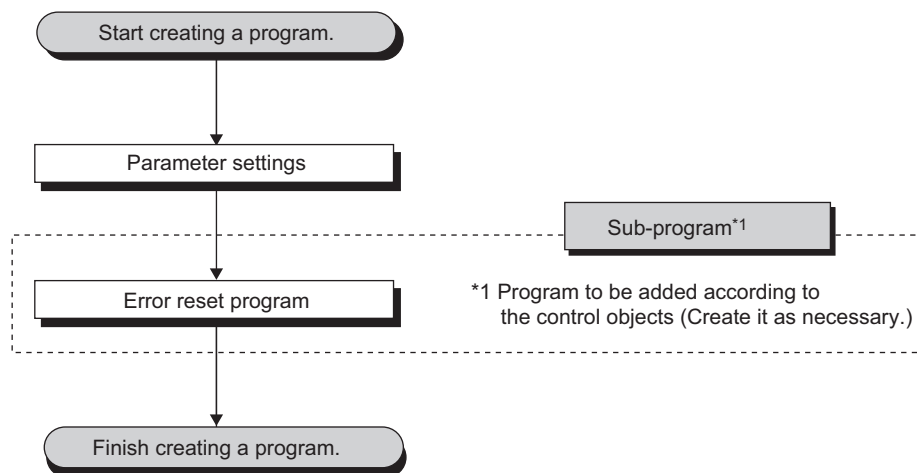 Start creating a program.
Parameter settings
Sub-program*1
Error reset program
*1 Program to be added according to
the control objects (Create it as necessary.)
Finish creating a program.